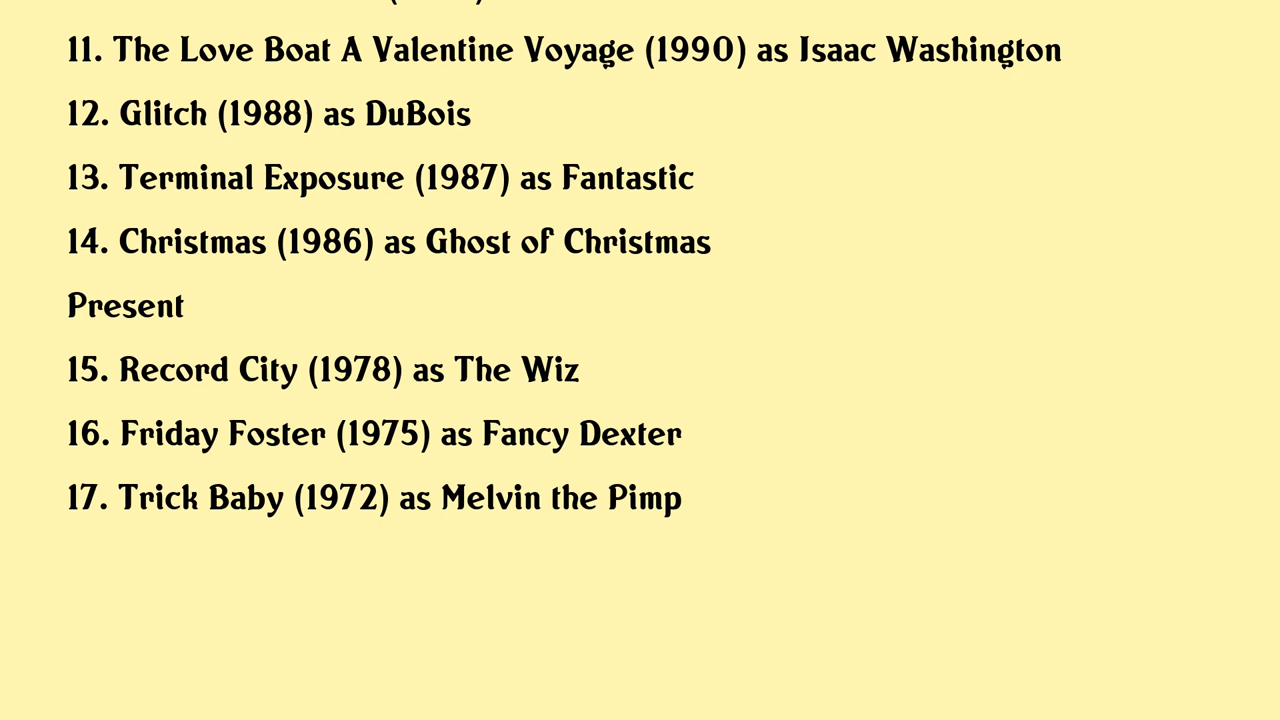 11. The Love Boat A Valentine Voyage (1990) as Isaac Washington
12. Glitch (1988) as DuBois
13. Terminal Exposure (1987) as Fantastic
14. Christmas (1986) as Ghost of Christmas
Present
15. Record City (1978) as The Wiz
16. Friday Foster (1975) as Fancy Dexter
17. Trick Baby (1972) as Melvin the Pimp